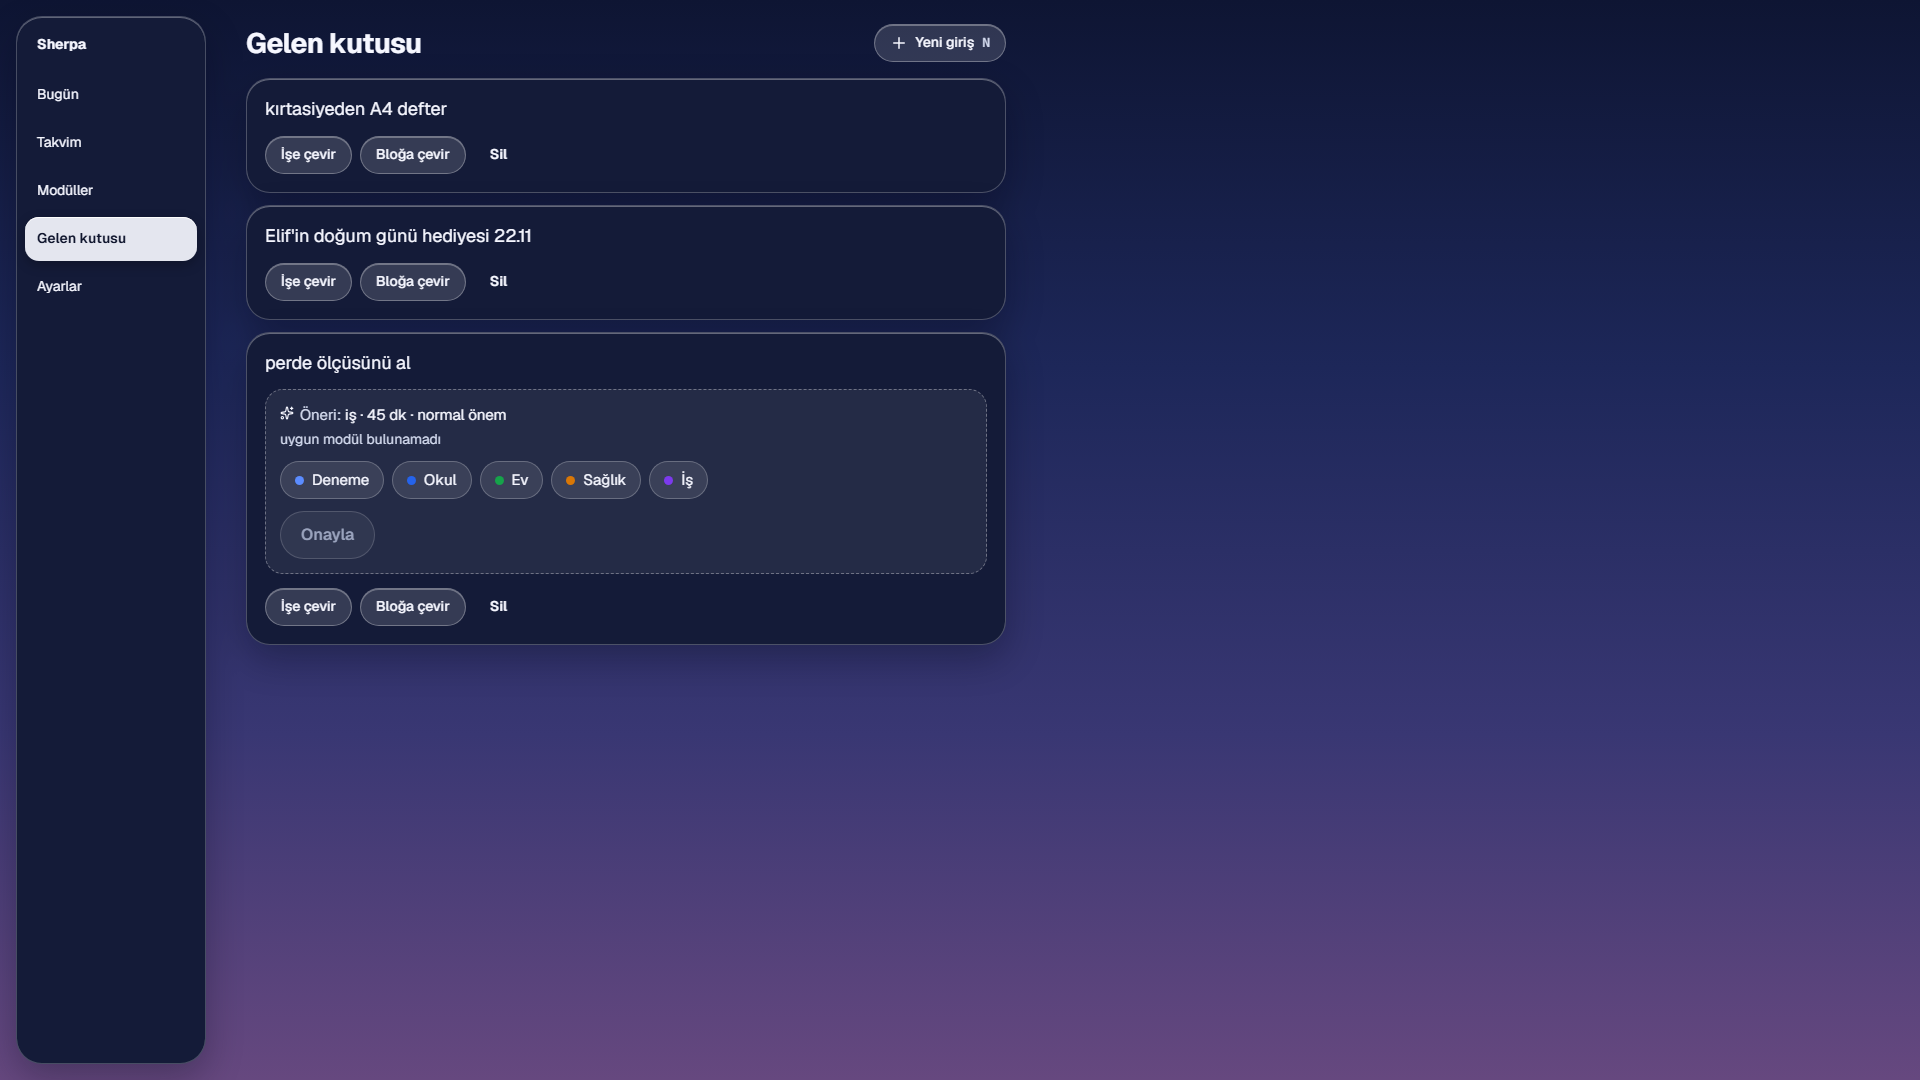 Sherpa
Bugün
Takvim
Modüller
Gelen kutusu
Ayarlar
Gelen kutusu
Yeni giriş N
kırtasiyeden A4 defter
İşe çevir Bloğa çevir Sil
Elif'in doğum günü hediyesi 22.11
İşe çevir Bloğa çevir Sil
perde ölçüsünü al
Öneri: iş · 45 dk · normal önem
uygun modül bulunamadı
Deneme Okul Ev Sağlık İş
Onayla
İşe çevir Bloğa çevir Sil